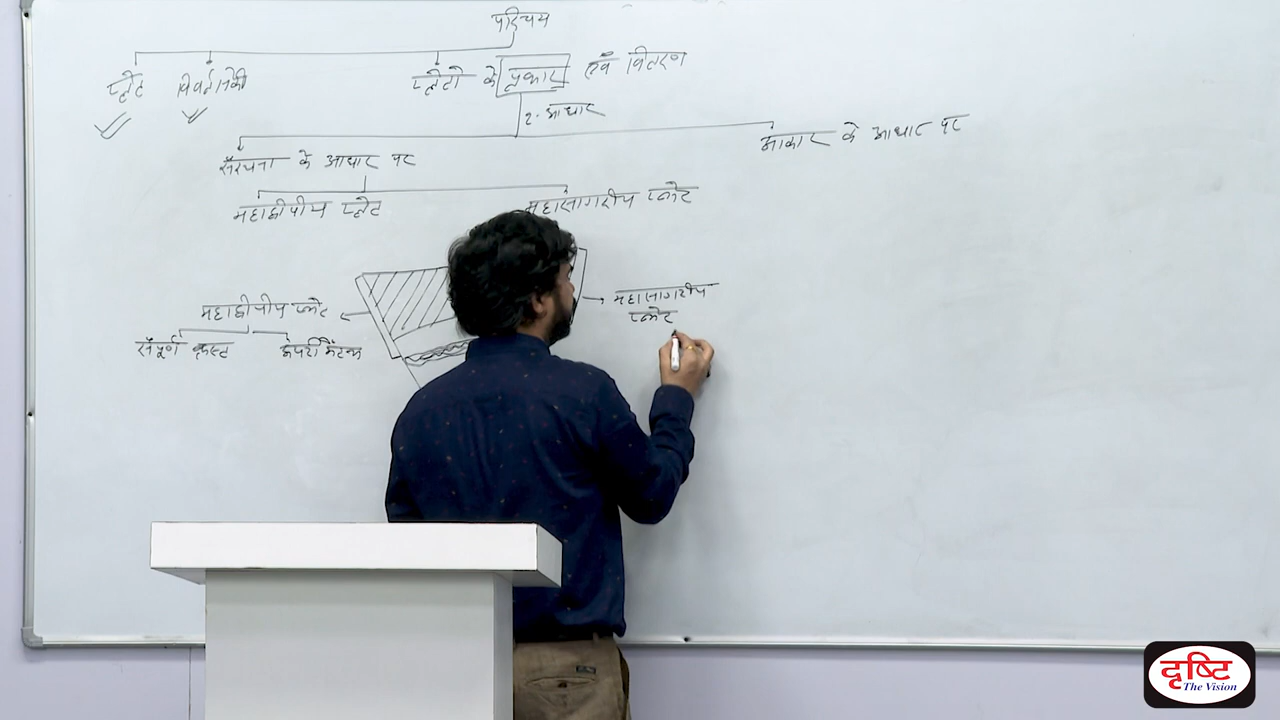 परिचय
प्लेट विवर्तनिकी प्लेटो के प्रकार एवं वितरण
2 आधार
संरचना के आधार पर आकार के आधार पर
महाद्वीपीय प्लेट महासागरीय प्लेट
महाद्वीपीय प्लेट महासागरीय
प्लेट
संपूर्ण क्रस्ट ऊपरी मैंटल
दृष्टि
The Vision